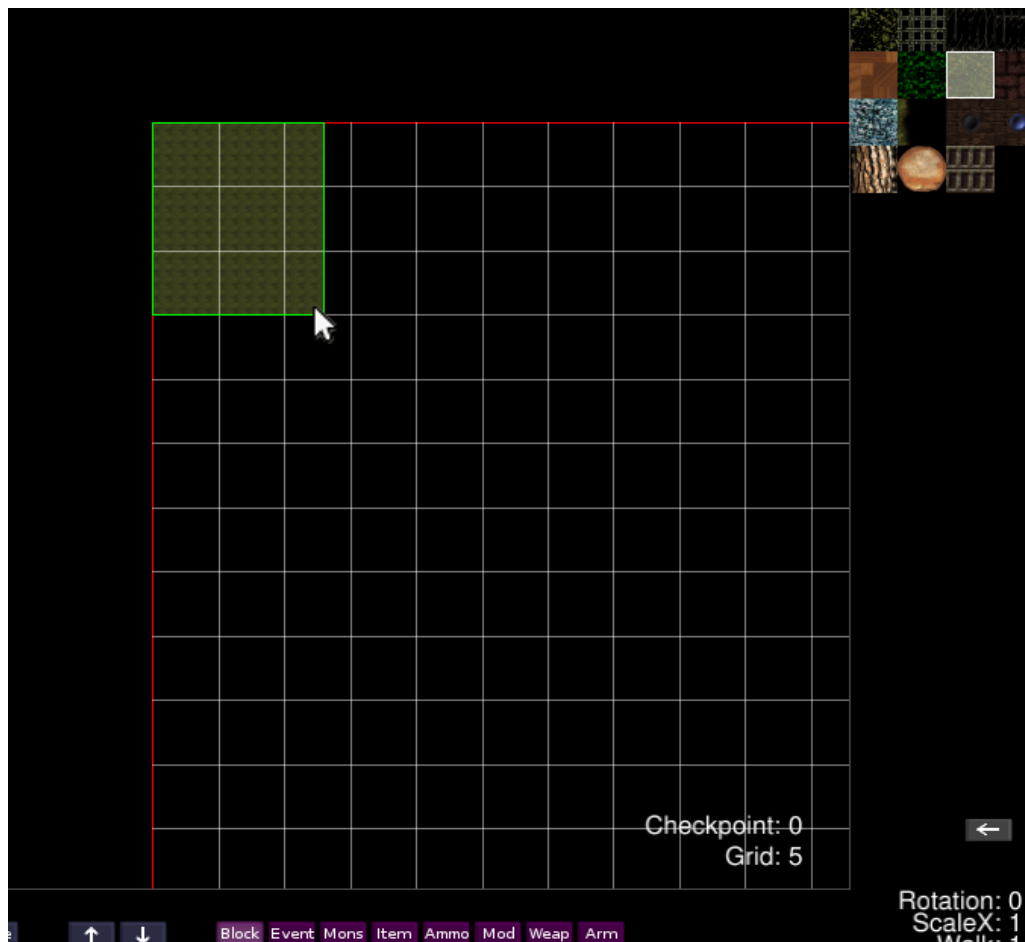 Checkpoint: 0
Grid: 5
Rotation: 0
ScaleX: 1
Block Event Mons Item Ammo Mod Weap Arm